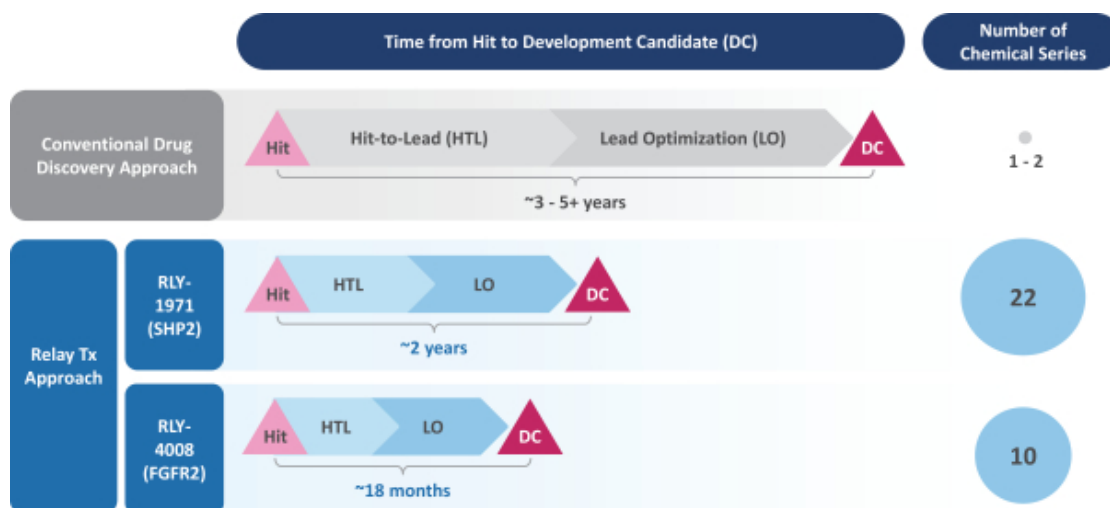 Time from Hit to Development Candidate (DC)
Number of
Chemical Series
Conventional Drug
Discovery Approach
Hit
Hit-to-Lead (HTL)
Lead Optimization (LO)
DC
~3 - 5+ years
1 - 2
Relay Tx
Approach
RLY-
1971
(SHP2)
Hit
HTL
LO
DC
~2 years
22
RLY-
4008
(FGFR2)
Hit
HTL
LO
DC
~18 months
10